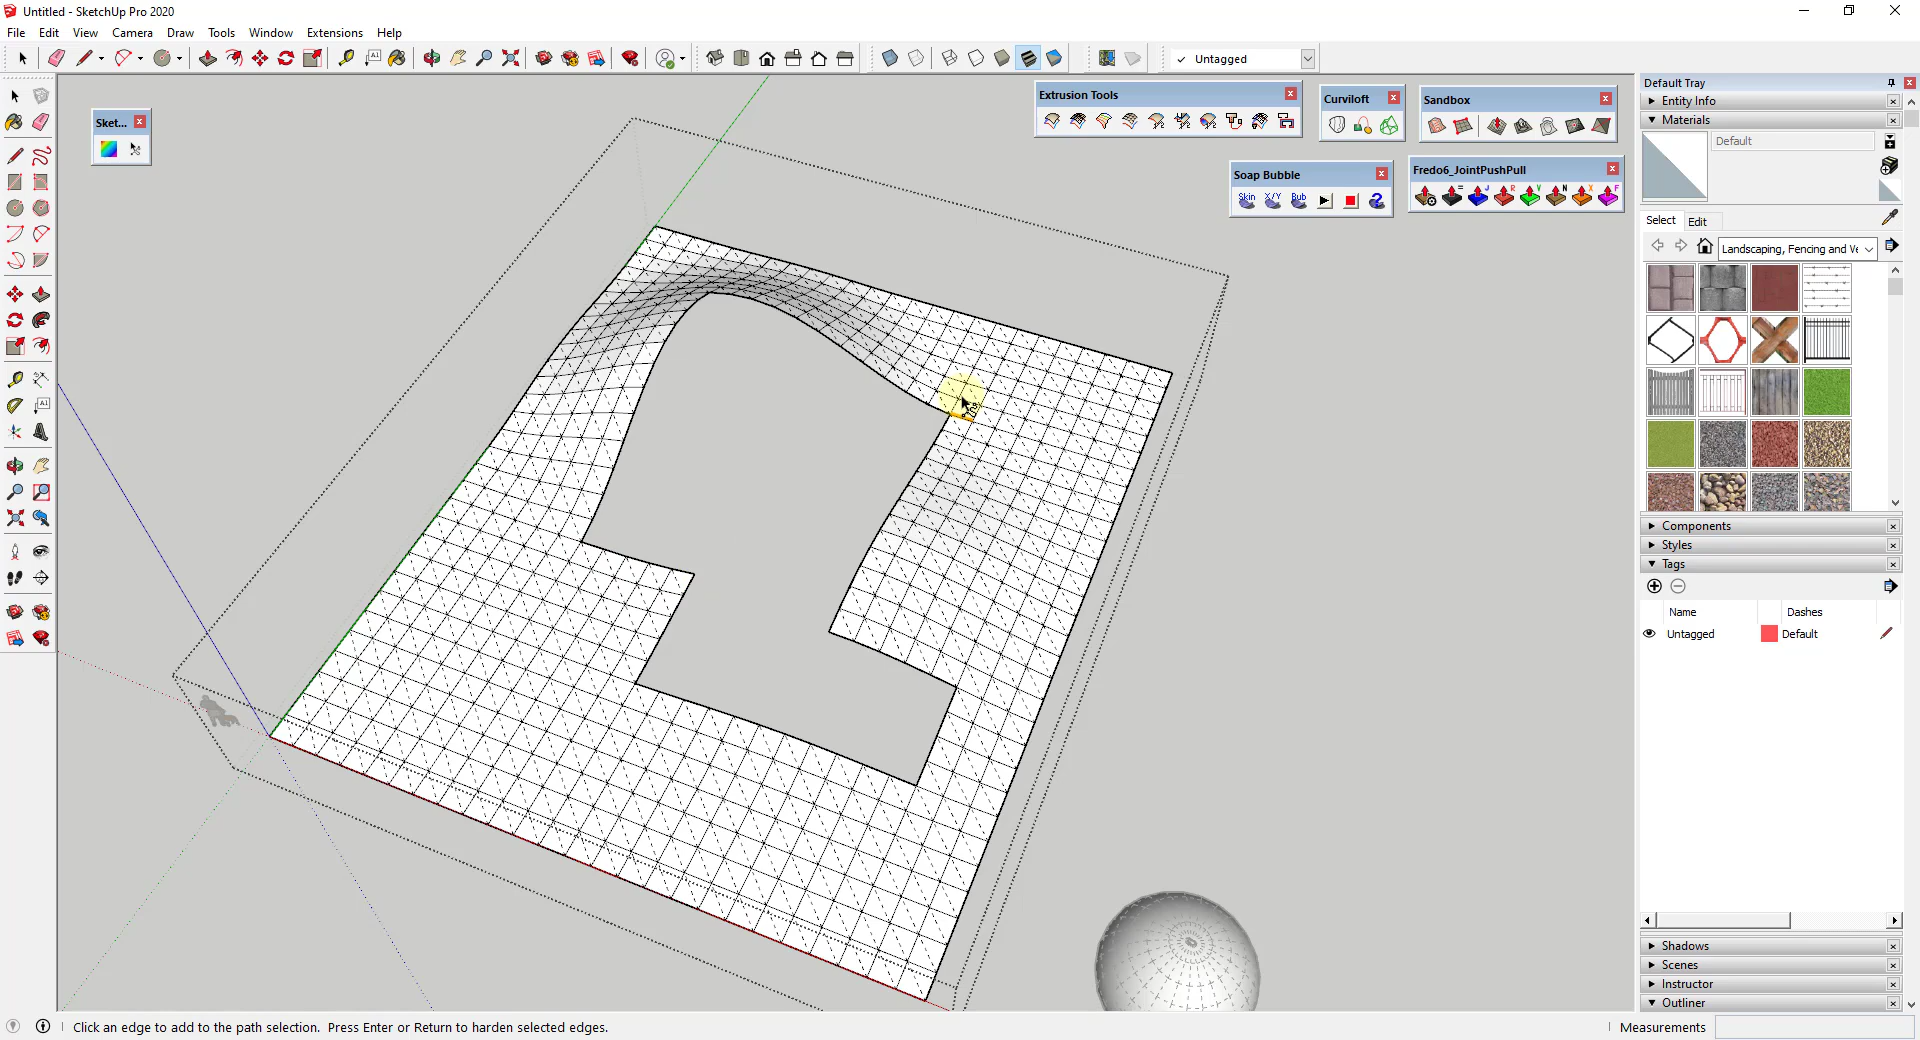 Untitled - SketchUp Pro 2020
File Edit View Camera Draw Tools Window Extensions Help
Untagged
Default Tray
Extrusion Tools
Curviloft
Sandbox
Entity Info
Materials
Sket...
Default
Soap Bubble
Fredo6_JointPushPull
Skin X/Y Bub
Select Edit
Landscaping, Fencing and Ve
Components
Styles
Tags
Name Dashes
Untagged Default
Shadows
Scenes
Instructor
Outliner
Click an edge to add to the path selection. Press Enter or Return to harden selected edges.
Measurements